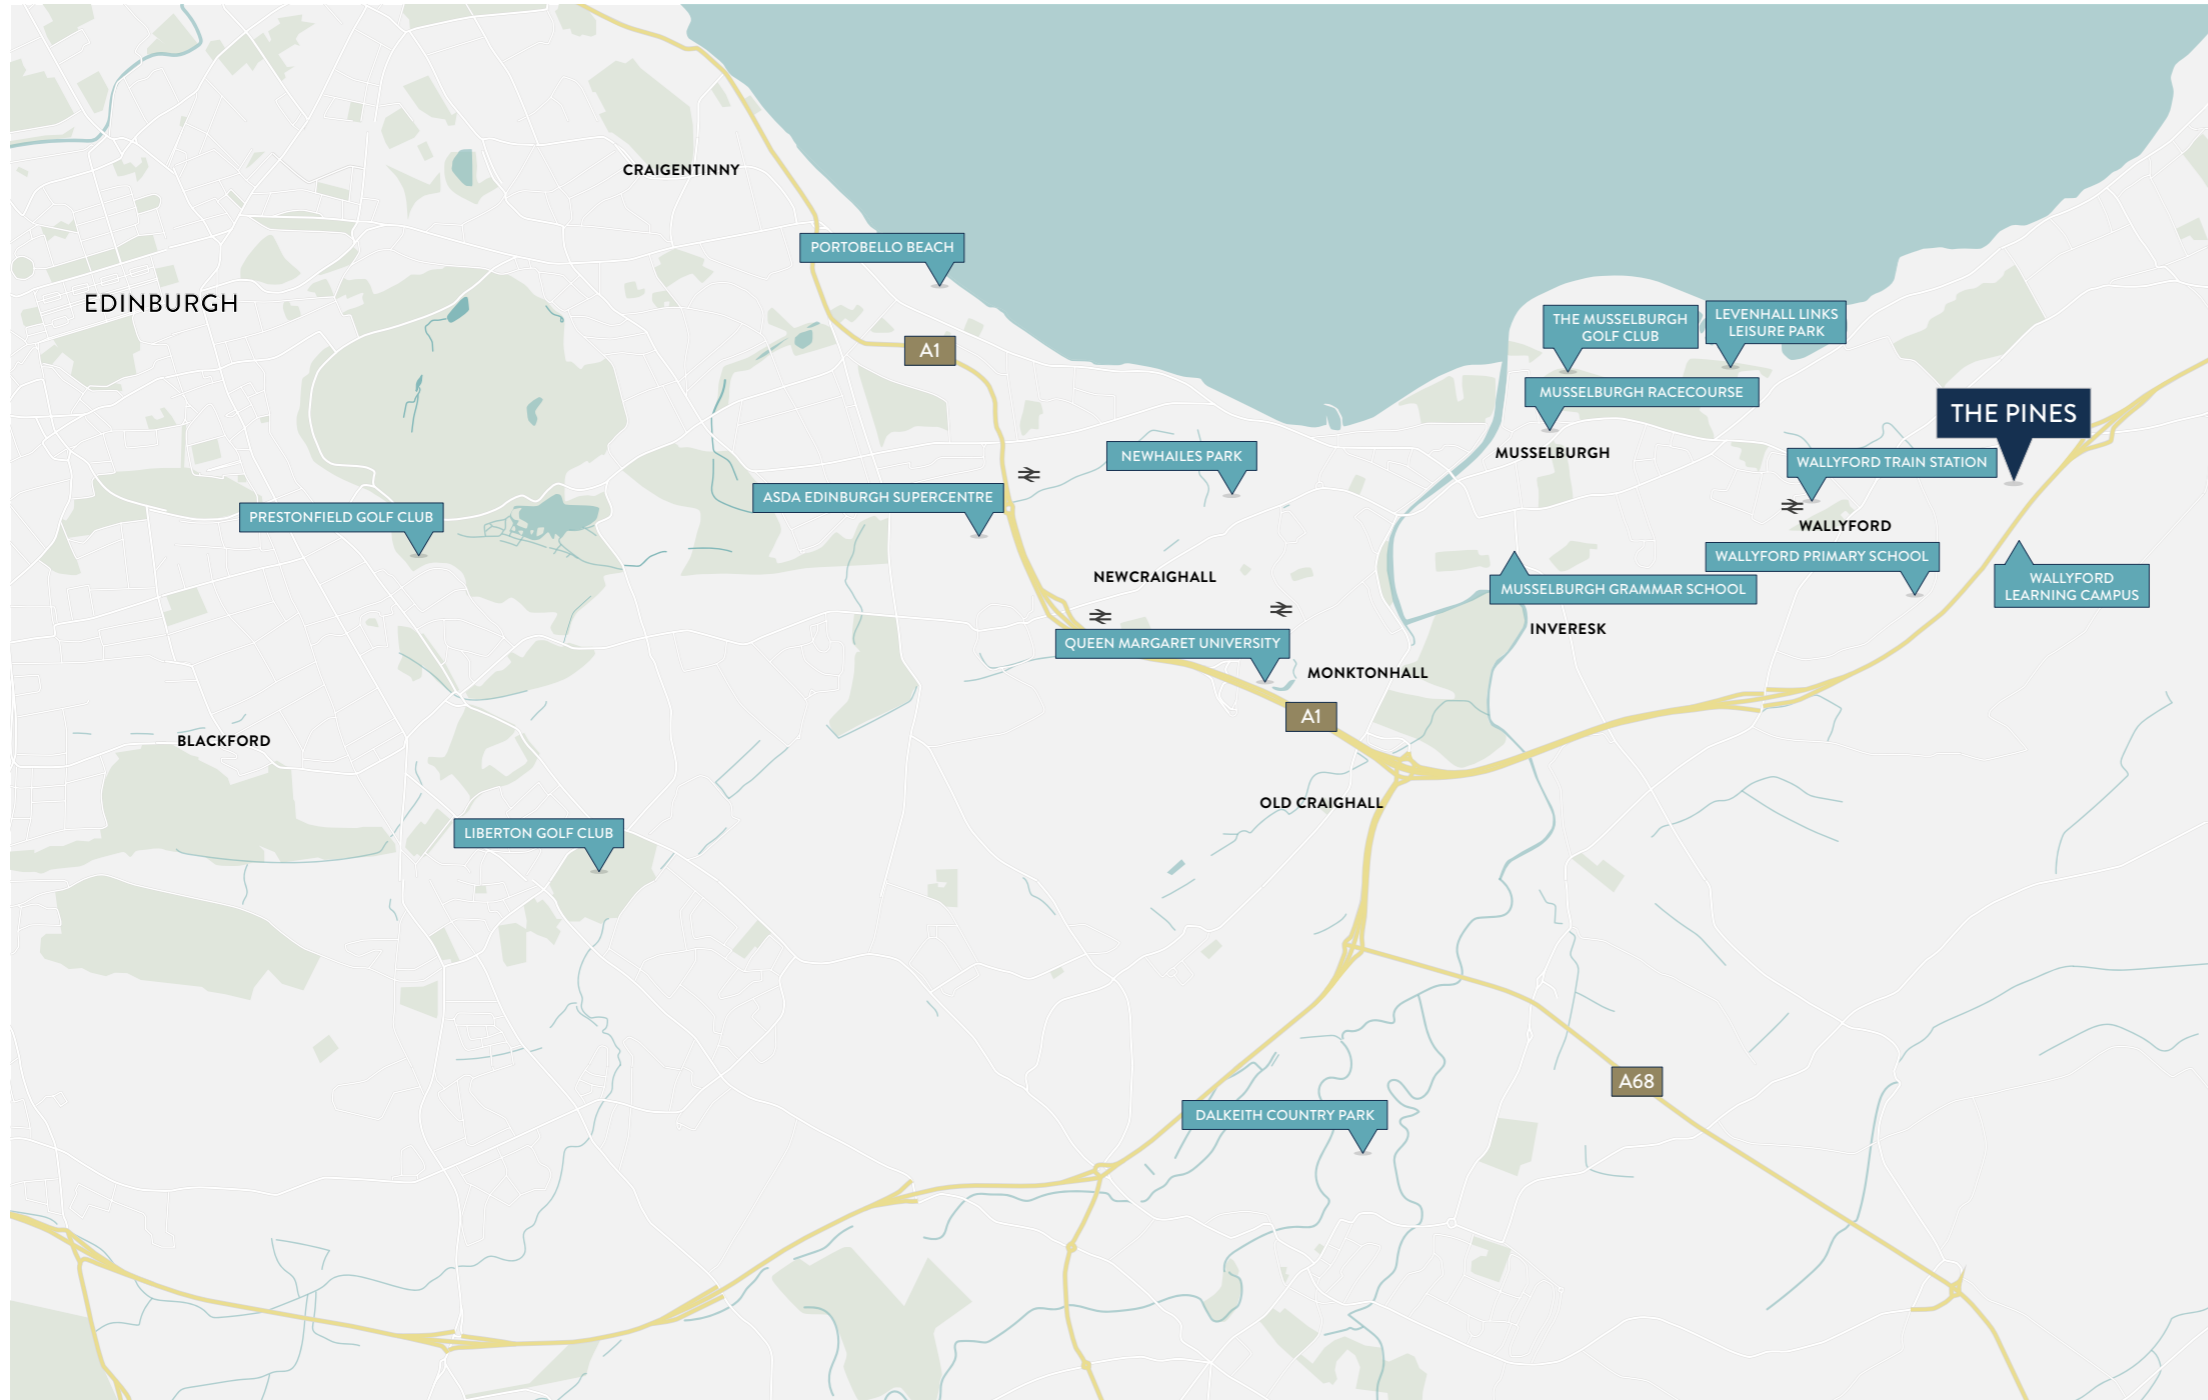 CRAIGENTINNY
PORTOBELLO BEACH
EDINBURGH
A1
THE MUSSELBURGH
GOLF CLUB
LEVENHALL LINKS
LEISURE PARK
MUSSELBURGH RACECOURSE
THE PINES
MUSSELBURGH
NEWHAILES PARK
WALLYFORD TRAIN STATION
ASDA EDINBURGH SUPERCENTRE
PRESTONFIELD GOLF CLUB
WALLYFORD
WALLYFORD PRIMARY SCHOOL
NEWCRAIGHALL
MUSSELBURGH GRAMMAR SCHOOL
WALLYFORD
LEARNING CAMPUS
INVERESK
QUEEN MARGARET UNIVERSITY
MONKTONHALL
A1
BLACKFORD
OLD CRAIGHALL
LIBERTON GOLF CLUB
A68
DALKEITH COUNTRY PARK